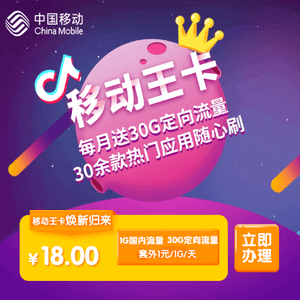 中国移动
China Mobile
移动王卡
每月送30G定向流量
30余款热门应用随心刷
移动王卡焕新归来
¥18.00
1G国内流量 30G定向流量
套外1元/1G/天
立即
办理